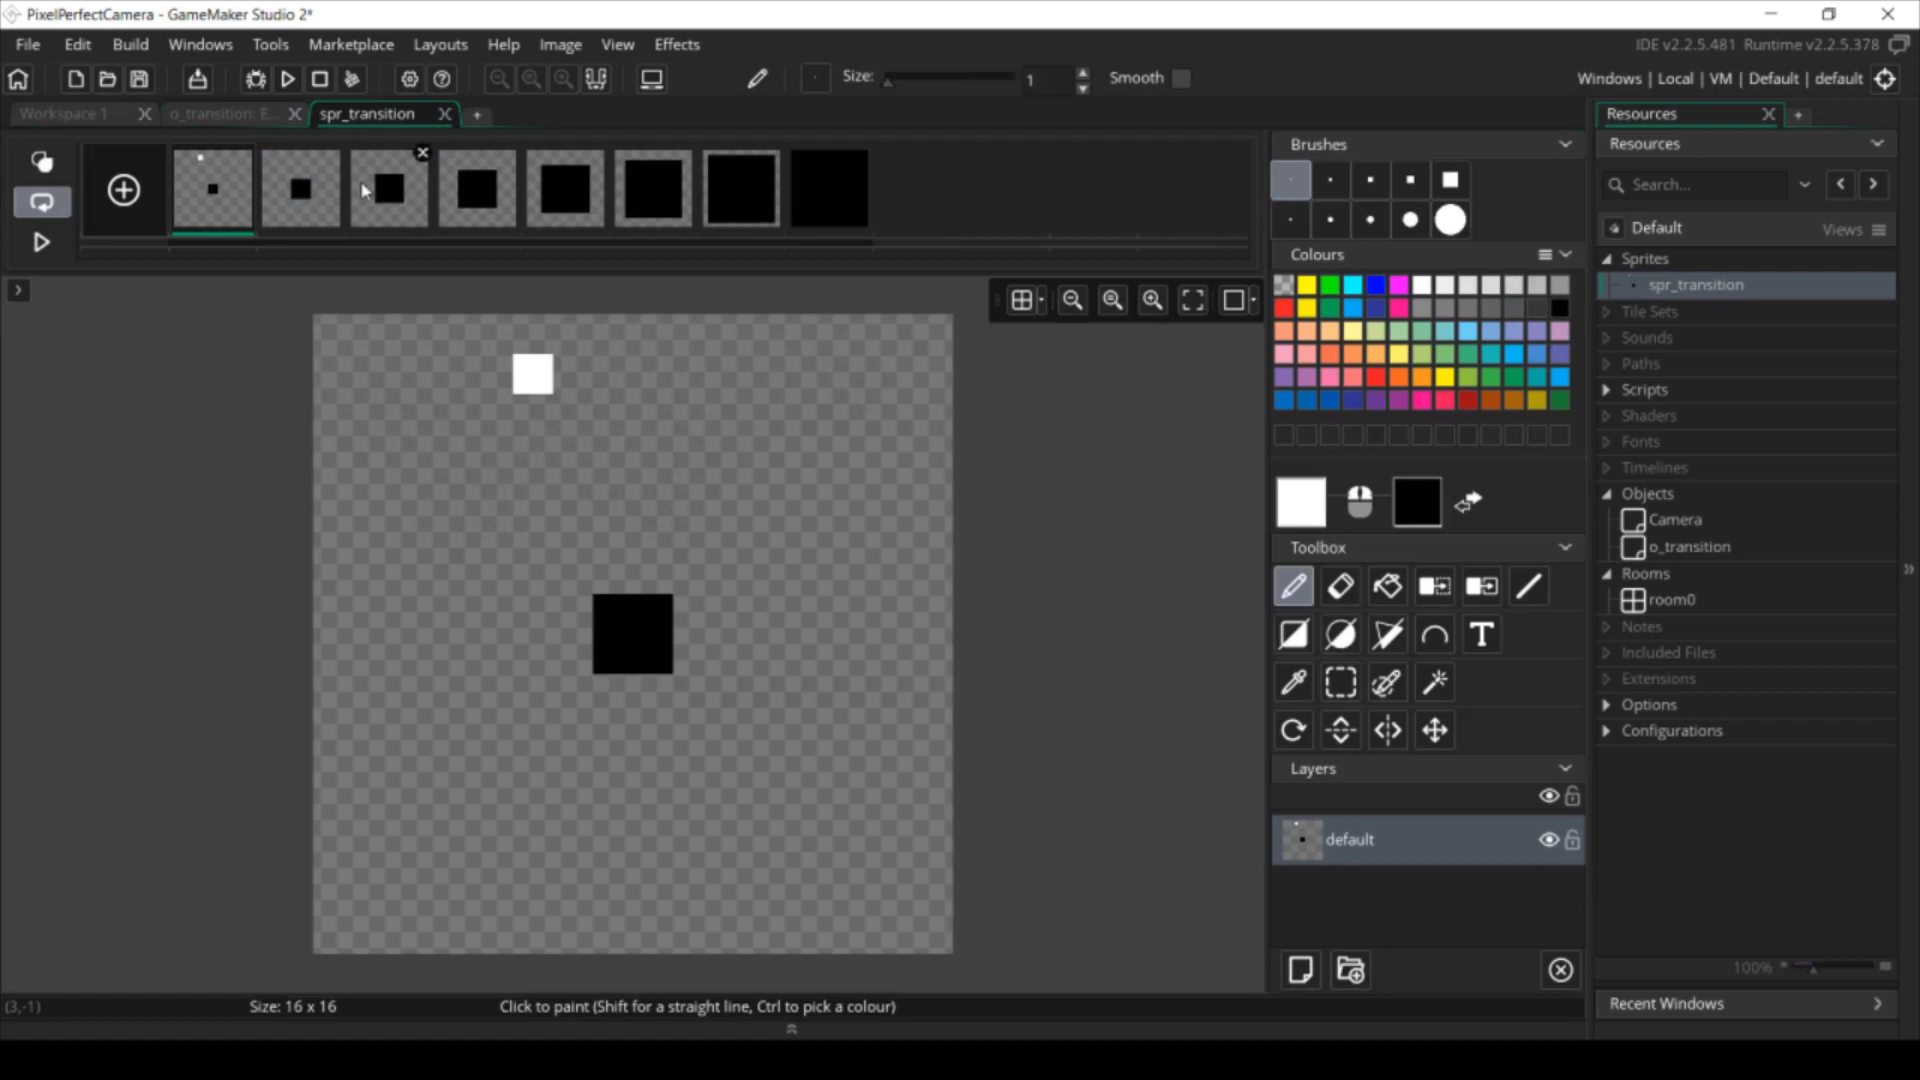 PixelPerfectCamera - GameMaker Studio 2*
File Edit Build Windows Tools Marketplace Layouts Help Image View Effects
IDE v2.2.5.481 Runtime v2.2.5.378
Size: 1 Smooth
Windows | Local | VM | Default | default
Workspace 1 o_transition: E... spr_transition
Resources
Brushes
Resources
Search...
Default
Views
Colours
Sprites
spr_transition
Tile Sets
Sounds
Paths
Scripts
Shaders
Fonts
Timelines
Objects
Camera
o_transition
Rooms
room0
Notes
Included Files
Extensions
Options
Configurations
Toolbox
T
Layers
default
100%
Recent Windows
(3,-1)
Size: 16 x 16
Click to paint (Shift for a straight line, Ctrl to pick a colour)